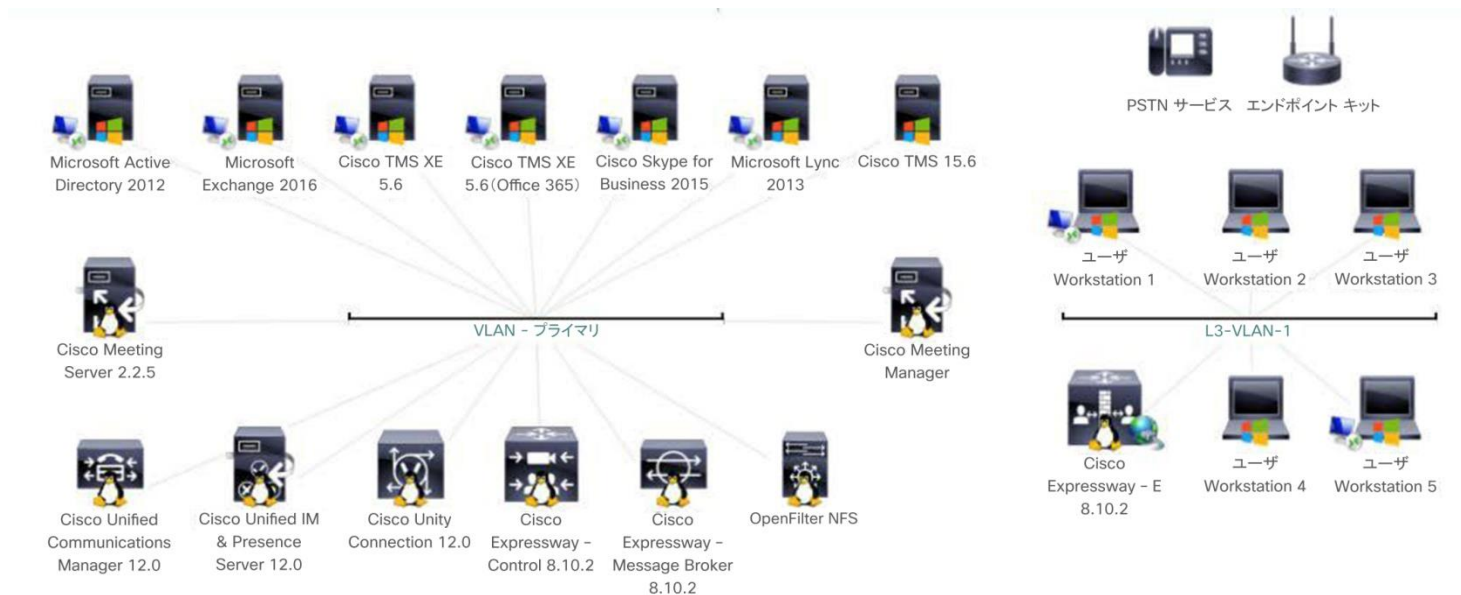 PSTN サービス
エンドポイント キット
Microsoft Active
Directory 2012
Microsoft
Exchange 2016
Cisco TMS XE
5.6
Cisco TMS XE
5.6(Office 365)
Cisco Skype for
Business 2015
Microsoft Lync
2013
Cisco TMS 15.6
ユーザ
Workstation 1
ユーザ
Workstation 2
ユーザ
Workstation 3
VLAN - プライマリ
L3-VLAN-1
Cisco Meeting
Server 2.2.5
Cisco Meeting
Manager
Cisco Unified
Communications
Manager 12.0
Cisco Unified IM
& Presence
Server 12.0
Cisco Unity
Connection 12.0
Cisco
Expressway –
Control 8.10.2
Cisco
Expressway –
Message Broker
8.10.2
OpenFilter NFS
Cisco
Expressway – E
8.10.2
ユーザ
Workstation 4
ユーザ
Workstation 5